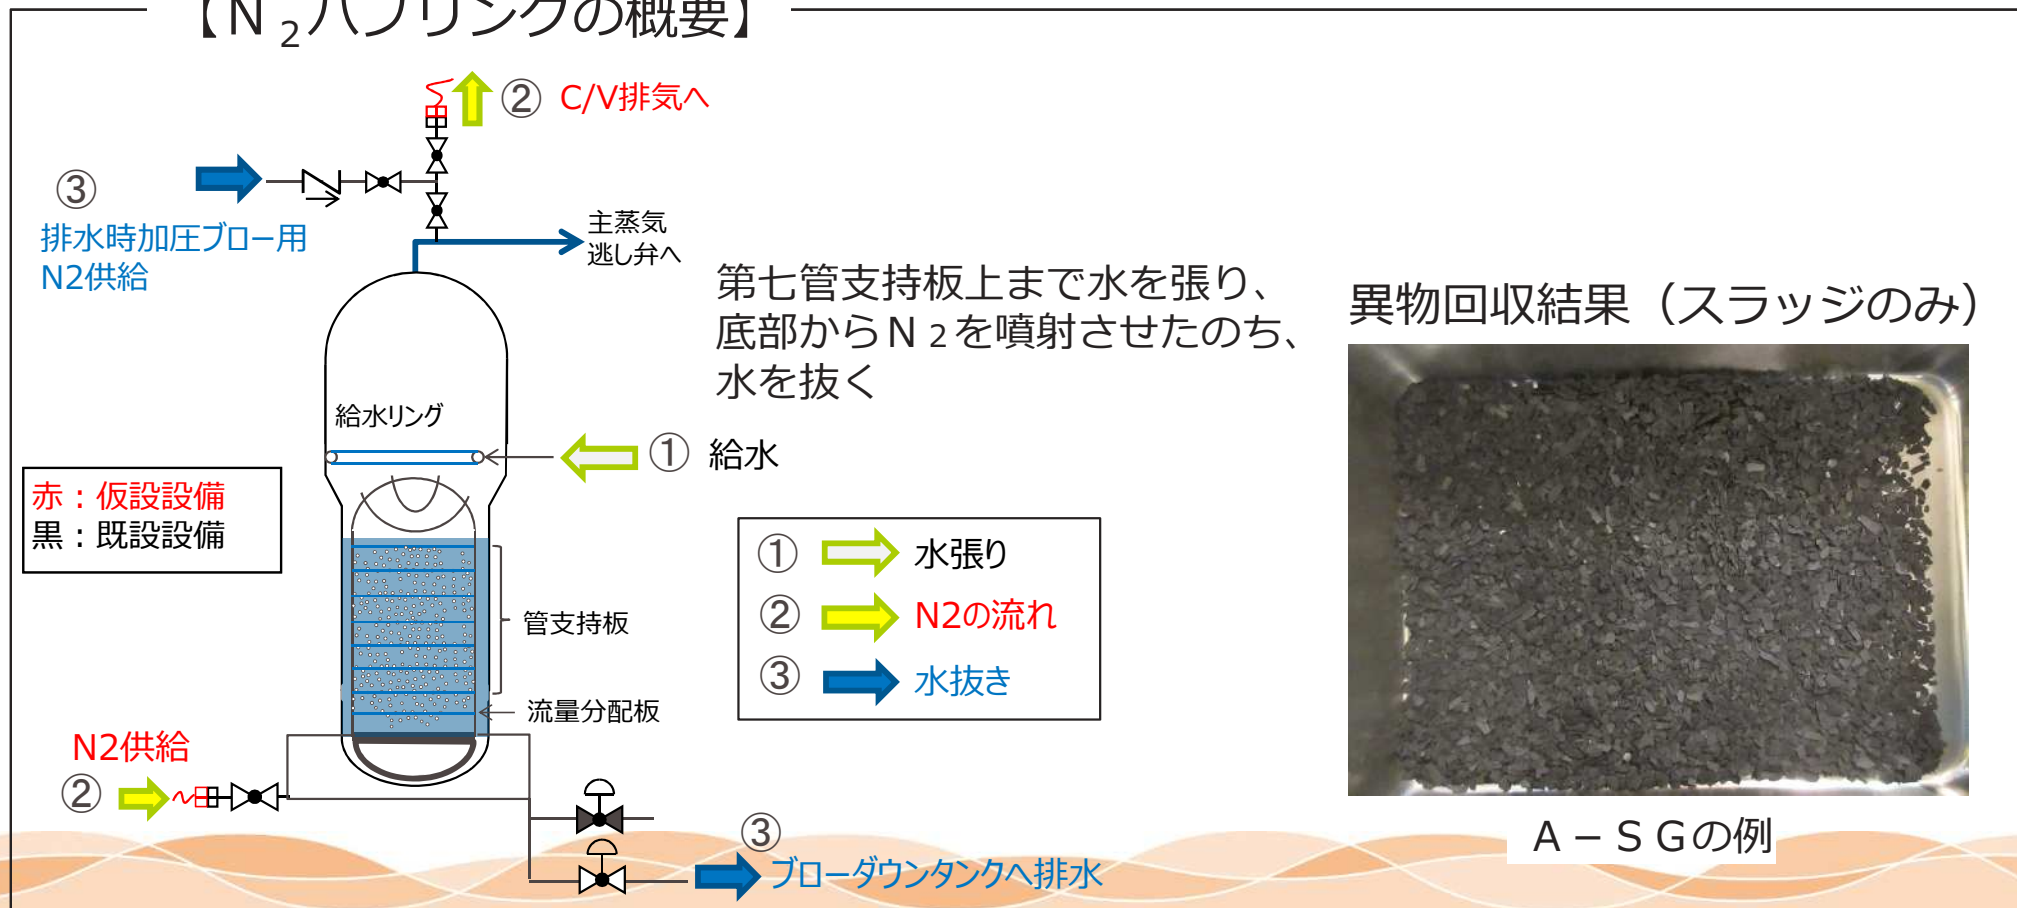 【Ｎ２バブリングの概要】
② C/V排気へ
③
排水時加圧ブロー用
N2供給
主蒸気
逃し弁へ
第七管支持板上まで水を張り、
底部からＮ２を噴射させたのち、
水を抜く
異物回収結果（スラッジのみ）
給水リング
① 給水
赤：仮設設備
黒：既設設備
① 水張り
② N2の流れ
③ 水抜き
管支持板
流量分配板
N2供給
②
③
ブローダウンタンクへ排水
Ａ－ＳＧの例